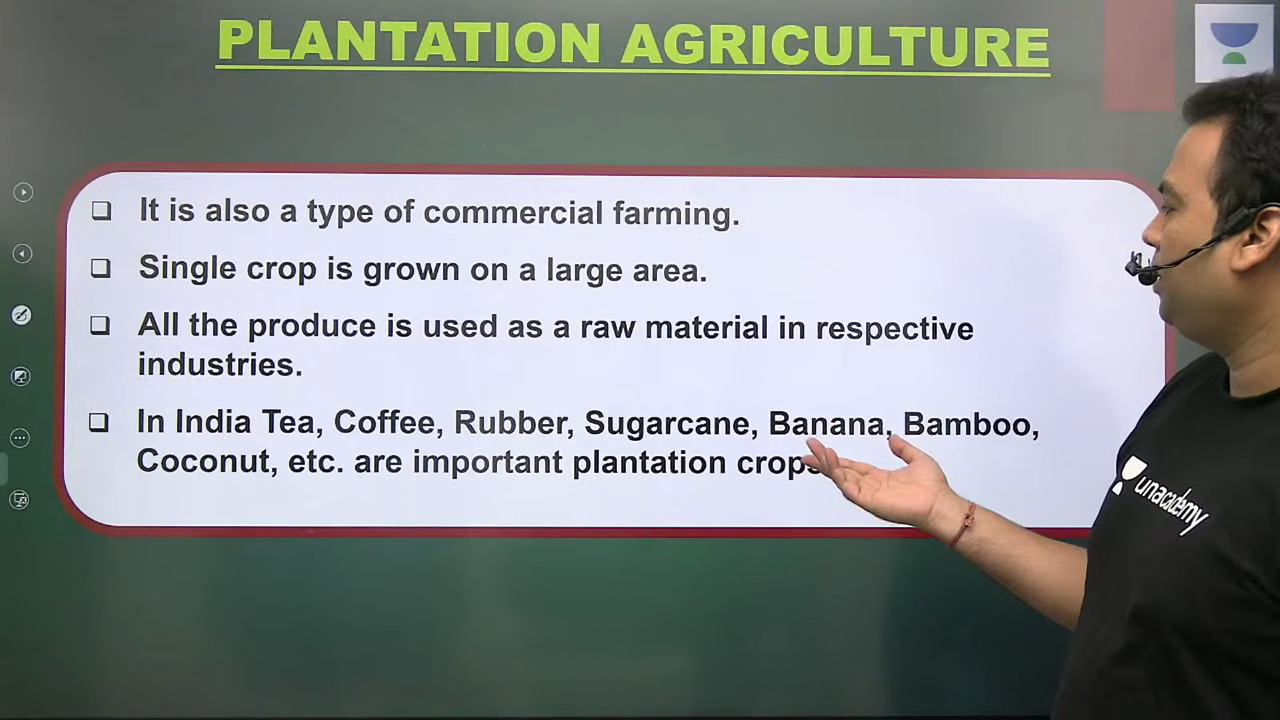 PLANTATION AGRICULTURE
❑ It is also a type of commercial farming.
❑ Single crop is grown on a large area.
❑ All the produce is used as a raw material in respective
industries.
❑ In India Tea, Coffee, Rubber, Sugarcane, Banana, Bamboo,
Coconut, etc. are important plantation crops
unacademy